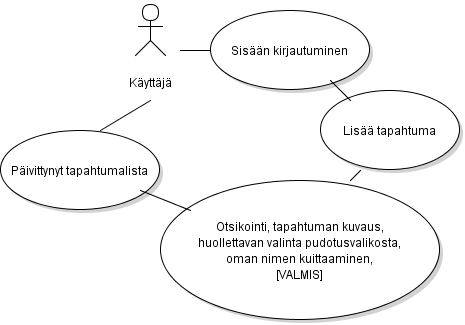 Sisään kirjautuminen
Käyttäjä
Lisää tapahtuma
Päivittynyt tapahtumalista
Otsikointi, tapahtuman kuvaus,
huollettavan valinta pudotusvalikosta,
oman nimen kuittaaminen,
[VALMIS]